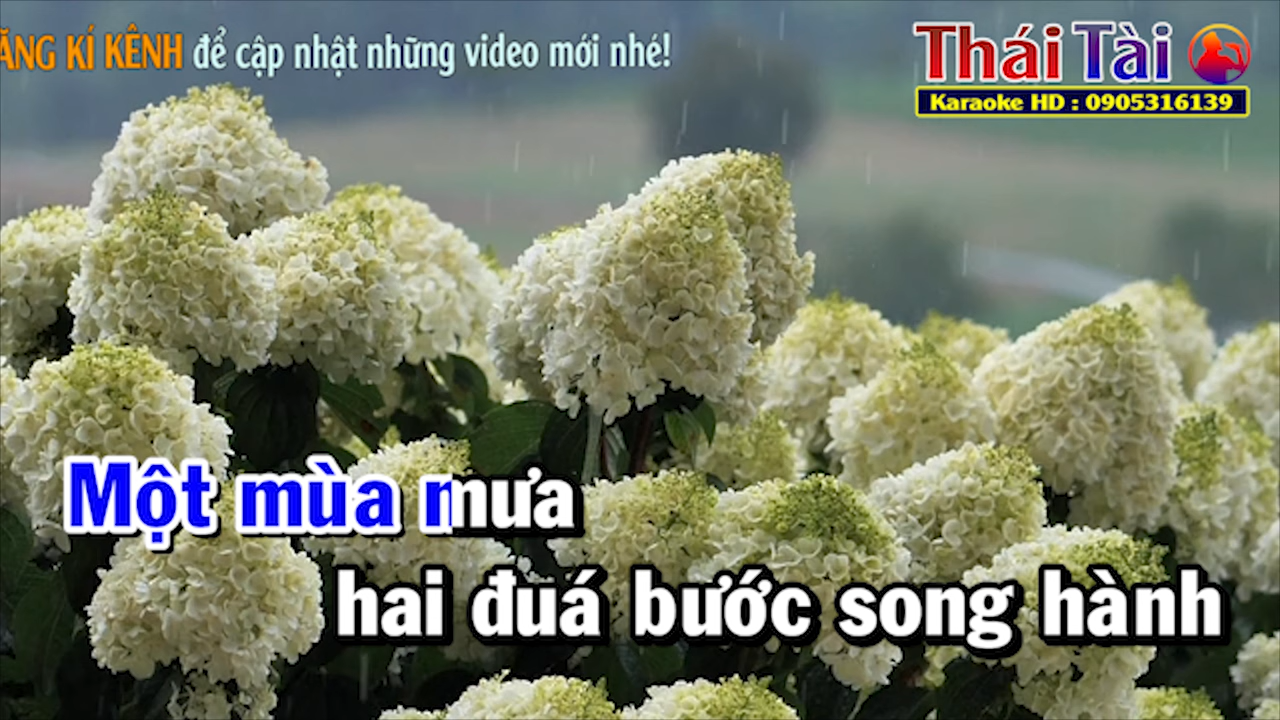 ĂNG KÍ KÊNH để cập nhật những video mới nhé!
Thái Tài
Karaoke HD : 0905316139
Một mùa mưa
hai đuá bước song hành